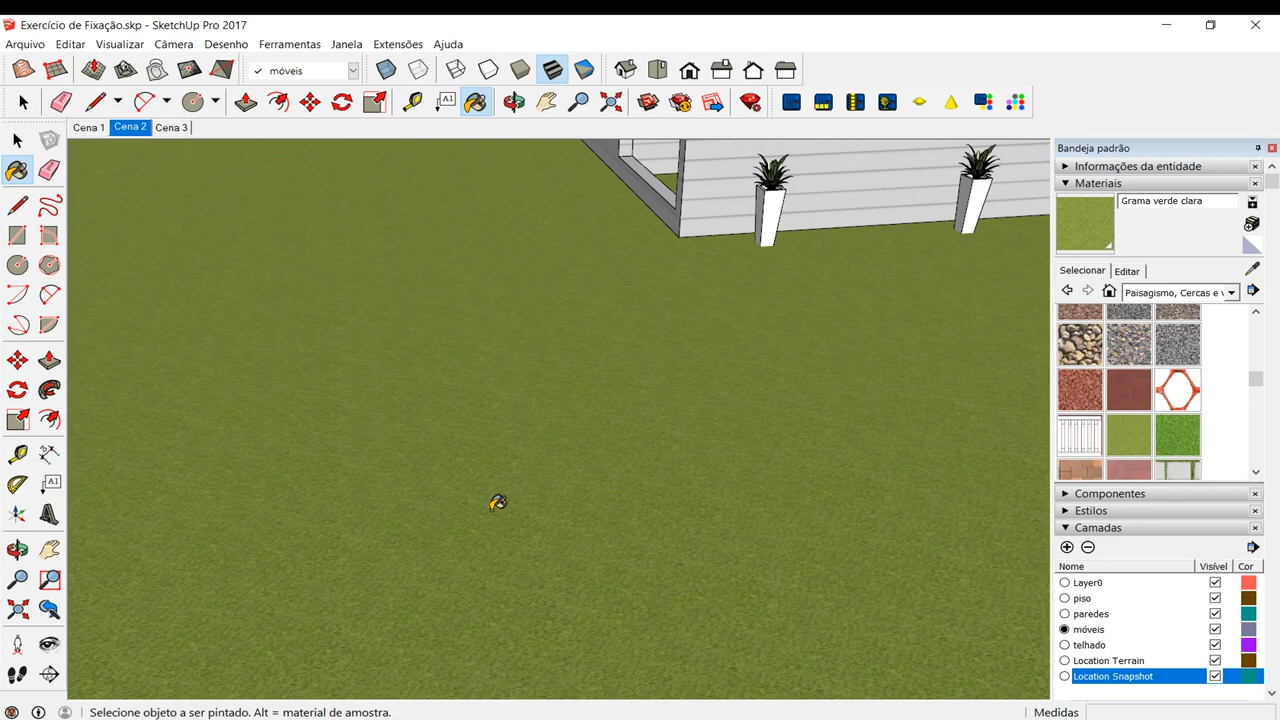 Exercício de Fixação.skp - SketchUp Pro 2017
Arquivo Editar Visualizar Câmera Desenho Ferramentas Janela Extensões Ajuda
móveis
A1
Cena 1 Cena 2 Cena 3
Bandeja padrão
Informações da entidade
Materiais
Grama verde clara
Selecionar Editar
Paisagismo, Cercas e v
A1
Componentes
Estilos
Camadas
Nome Visível Cor
Layer0
piso
paredes
móveis
telhado
Location Terrain
Location Snapshot
Selecione objeto a ser pintado. Alt = material de amostra.
Medidas